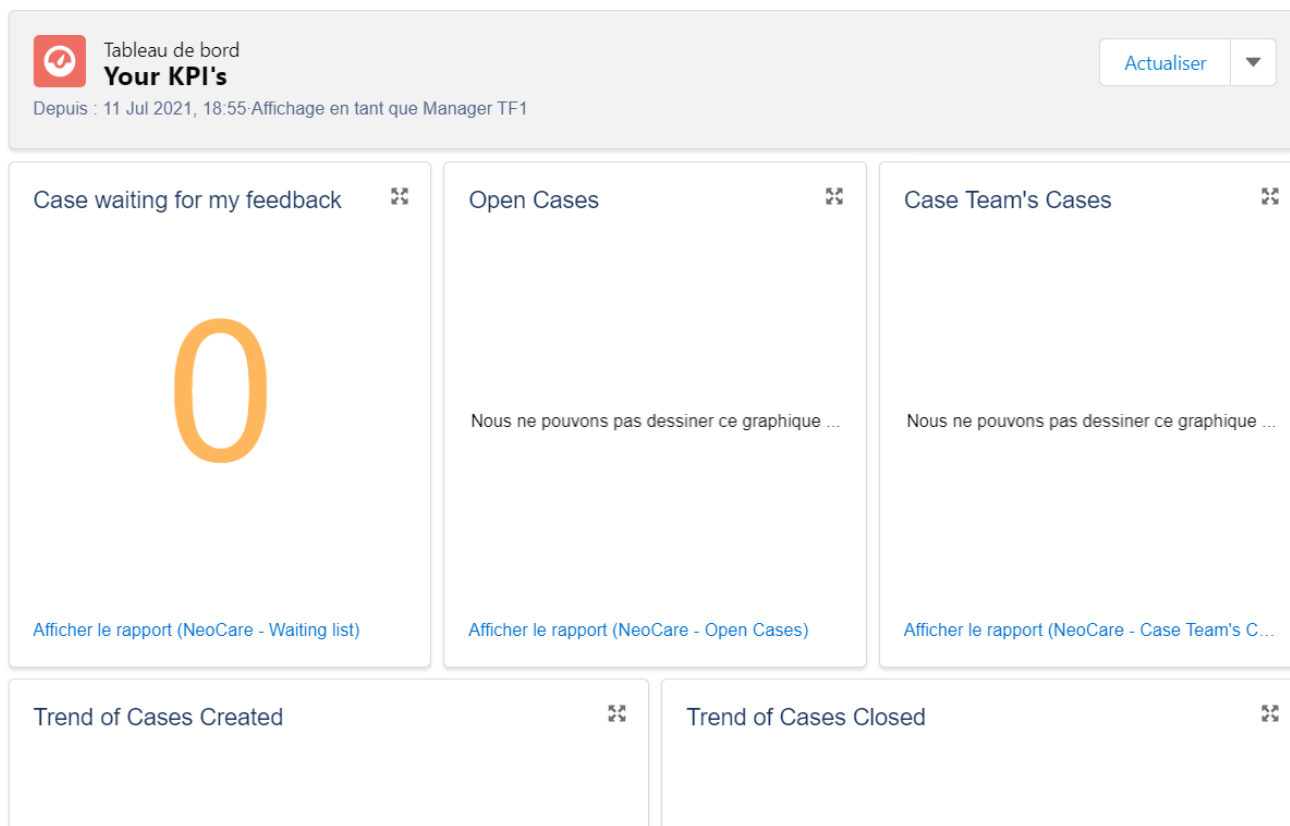 Tableau de bord
Your KPI's
Actualiser
Depuis : 11 Jul 2021, 18:55·Affichage en tant que Manager TF1
Case waiting for my feedback
Open Cases
Case Team's Cases
0
Nous ne pouvons pas dessiner ce graphique ...
Nous ne pouvons pas dessiner ce graphique ...
Afficher le rapport (NeoCare - Waiting list)
Afficher le rapport (NeoCare - Open Cases)
Afficher le rapport (NeoCare - Case Team's C...
Trend of Cases Created
Trend of Cases Closed